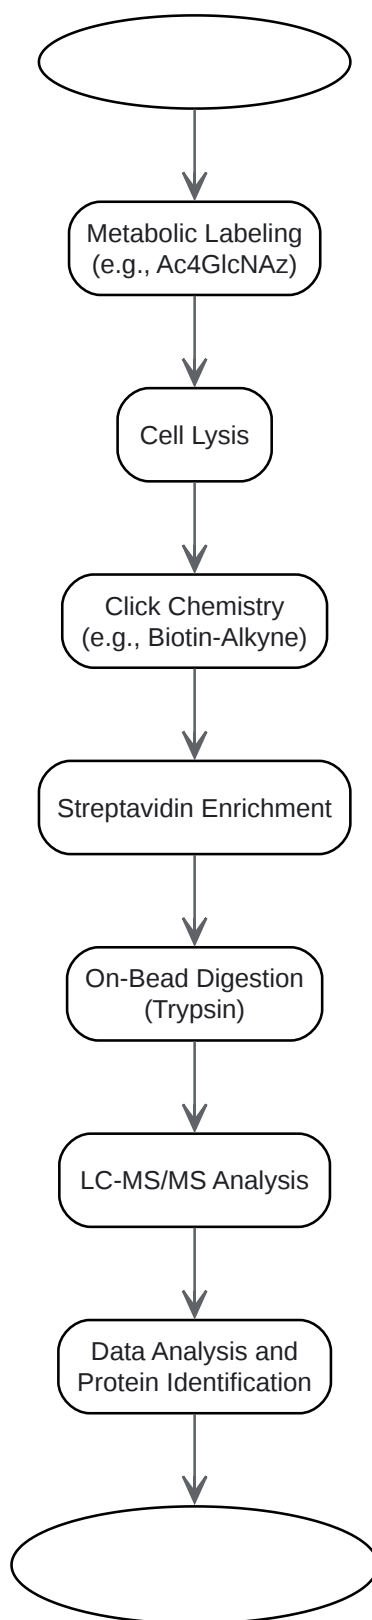 Metabolic Labeling
(e.g., Ac4GlcNAz)
Cell Lysis
Click Chemistry
(e.g., Biotin-Alkyne)
Streptavidin Enrichment
On-Bead Digestion
(Trypsin)
LC-MS/MS Analysis
Data Analysis and
Protein Identification